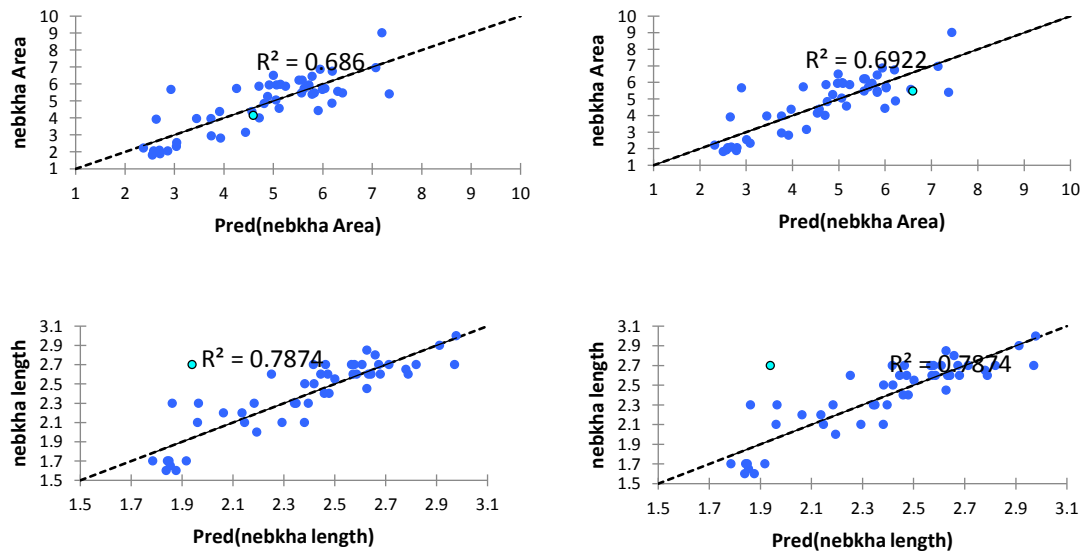 nebkha Area
10
9
8
7
6
5
4
3
2
1
R² = 0.686
1 2 3 4 5 6 7 8 9 10
Pred(nebkha Area)
nebkha Area
10
9
8
7
6
5
4
3
2
1
R² = 0.6922
1 2 3 4 5 6 7 8 9 10
Pred(nebkha Area)
nebkha length
3.1
2.9
2.7
2.5
2.3
2.1
1.9
1.7
1.5
R² = 0.7874
1.5 1.7 1.9 2.1 2.3 2.5 2.7 2.9 3.1
Pred(nebkha length)
nebkha length
3.1
2.9
2.7
2.5
2.3
2.1
1.9
1.7
1.5
R² = 0.7874
1.5 1.7 1.9 2.1 2.3 2.5 2.7 2.9 3.1
Pred(nebkha length)